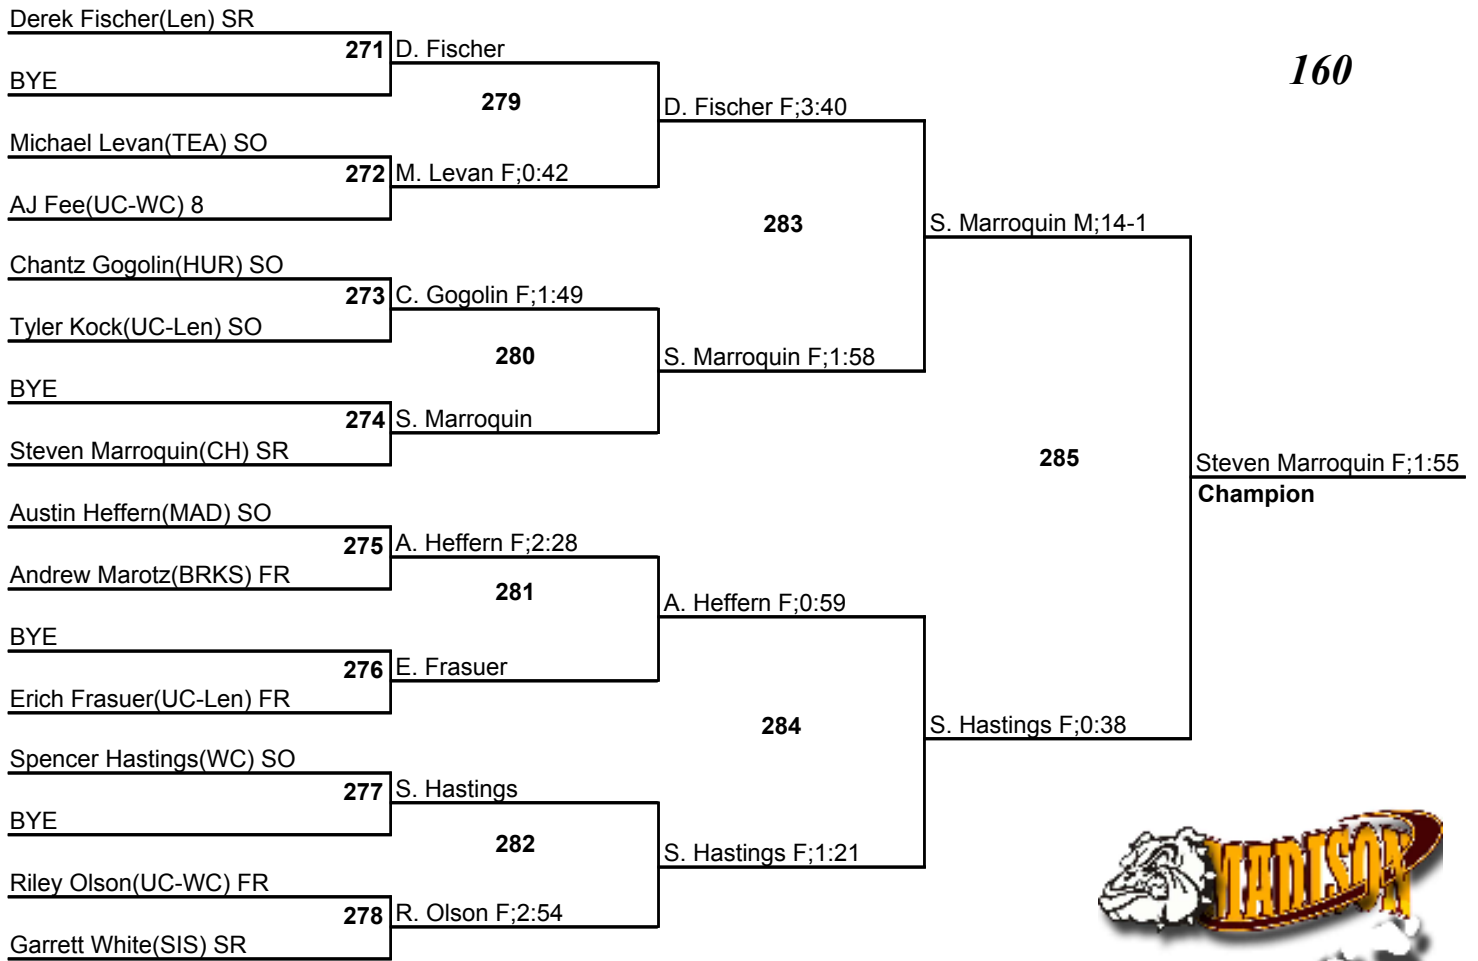 Derek Fischer(Len) SR
271 D. Fischer
BYE
279
D. Fischer F;3:40
Michael Levan(TEA) SO
272 M. Levan F;0:42
AJ Fee(UC-WC) 8
283
S. Marroquin M;14-1
Chantz Gogolin(HUR) SO
273 C. Gogolin F;1:49
Tyler Kock(UC-Len) SO
280
S. Marroquin F;1:58
BYE
274 S. Marroquin
Steven Marroquin(CH) SR
285
Steven Marroquin F;1:55
Champion
Austin Heffern(MAD) SO
275 A. Heffern F;2:28
Andrew Marotz(BRKS) FR
281
A. Heffern F;0:59
BYE
276 E. Frasuer
Erich Frasuer(UC-Len) FR
284
S. Hastings F;0:38
Spencer Hastings(WC) SO
277 S. Hastings
BYE
282
S. Hastings F;1:21
Riley Olson(UC-WC) FR
278 R. Olson F;2:54
Garrett White(SIS) SR
160
MADISON